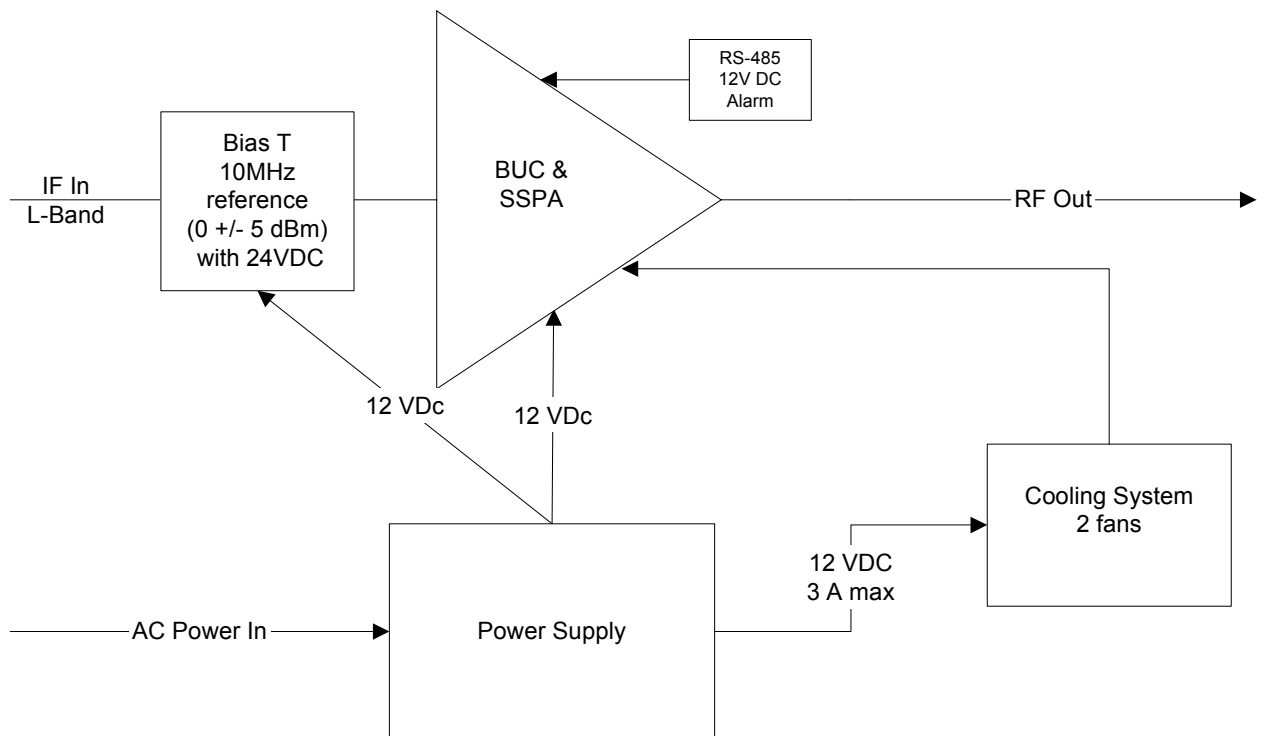 RS-485
12V DC
Alarm
Bias T
10MHz
reference
(0 +/- 5 dBm)
with 24VDC
BUC &
SSPA
IF In
L-Band
RF Out
12 VDc
12 VDc
Cooling System
2 fans
12 VDC
3 A max
AC Power In
Power Supply